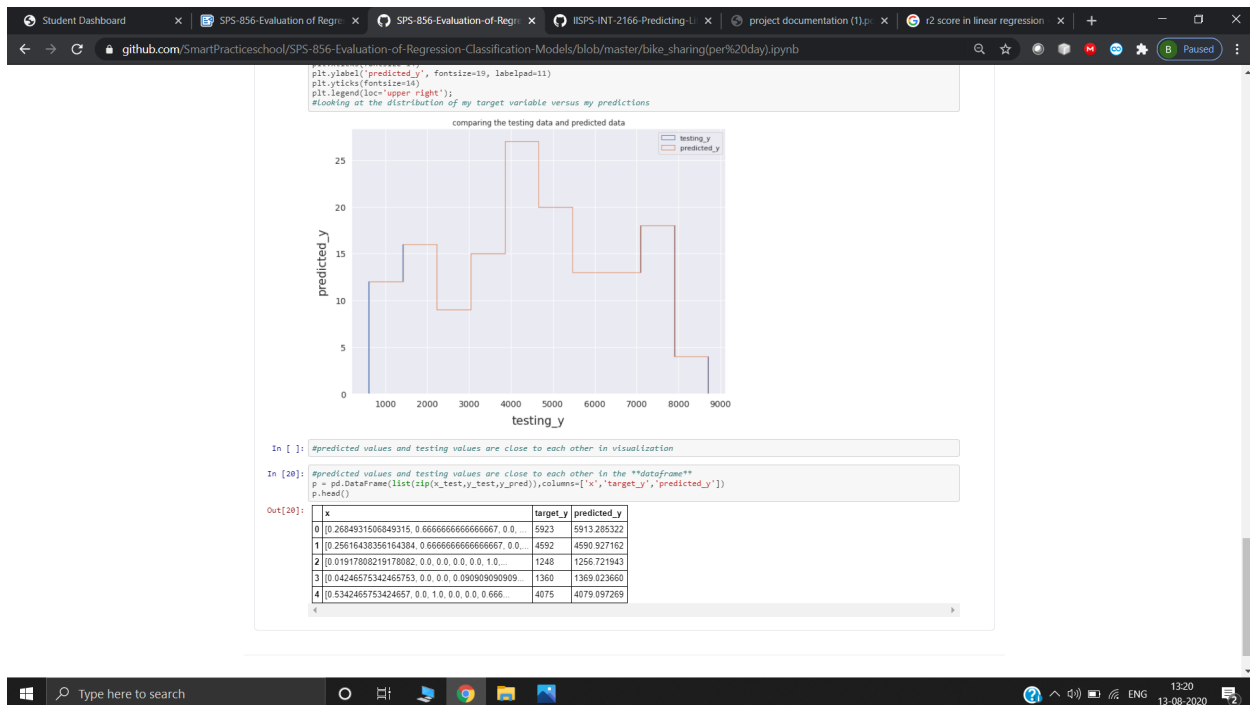 Student Dashboard
SPS-856-Evaluation of Regre
SPS-856-Evaluation-of-Regre
IISPS-INT-2166-Predicting-Li
project documentation (1).pc
r2 score in linear regression
github.com/SmartPracticeschool/SPS-856-Evaluation-of-Regression-Classification-Models/blob/master/bike_sharing(per%20day).ipynb
B Paused
plt.ylabel('predicted_y', fontsize=19, labelpad=11)
plt.yticks(fontsize=14)
plt.legend(loc='upper right');
#Looking at the distribution of my target variable versus my predictions
comparing the testing data and predicted data
testing_y
predicted_y
25
20
15
10
5
0
predicted_y
1000 2000 3000 4000 5000 6000 7000 8000 9000
testing_y
In [ ]: #predicted values and testing values are close to each other in visualization
In [20]: #predicted values and testing values are close to each other in the **dataframe**
p = pd.DataFrame(list(zip(x_test,y_test,y_pred)),columns=['x','target_y','predicted_y'])
p.head()
Out[20]:
x target_y predicted_y
0 [0.2684931506849315, 0.6666666666666667, 0.0, ... 5923 5913.285322
1 [0.25616438356164384, 0.6666666666666667, 0.0,... 4592 4590.927162
2 [0.01917808219178082, 0.0, 0.0, 0.0, 0.0, 1.0,... 1248 1256.721943
3 [0.04246575342465753, 0.0, 0.0, 0.090909090909... 1360 1369.023660
4 [0.5342465753424657, 0.0, 1.0, 0.0, 0.0, 0.666... 4075 4079.097269
Type here to search
ENG
13:20
13-08-2020
2